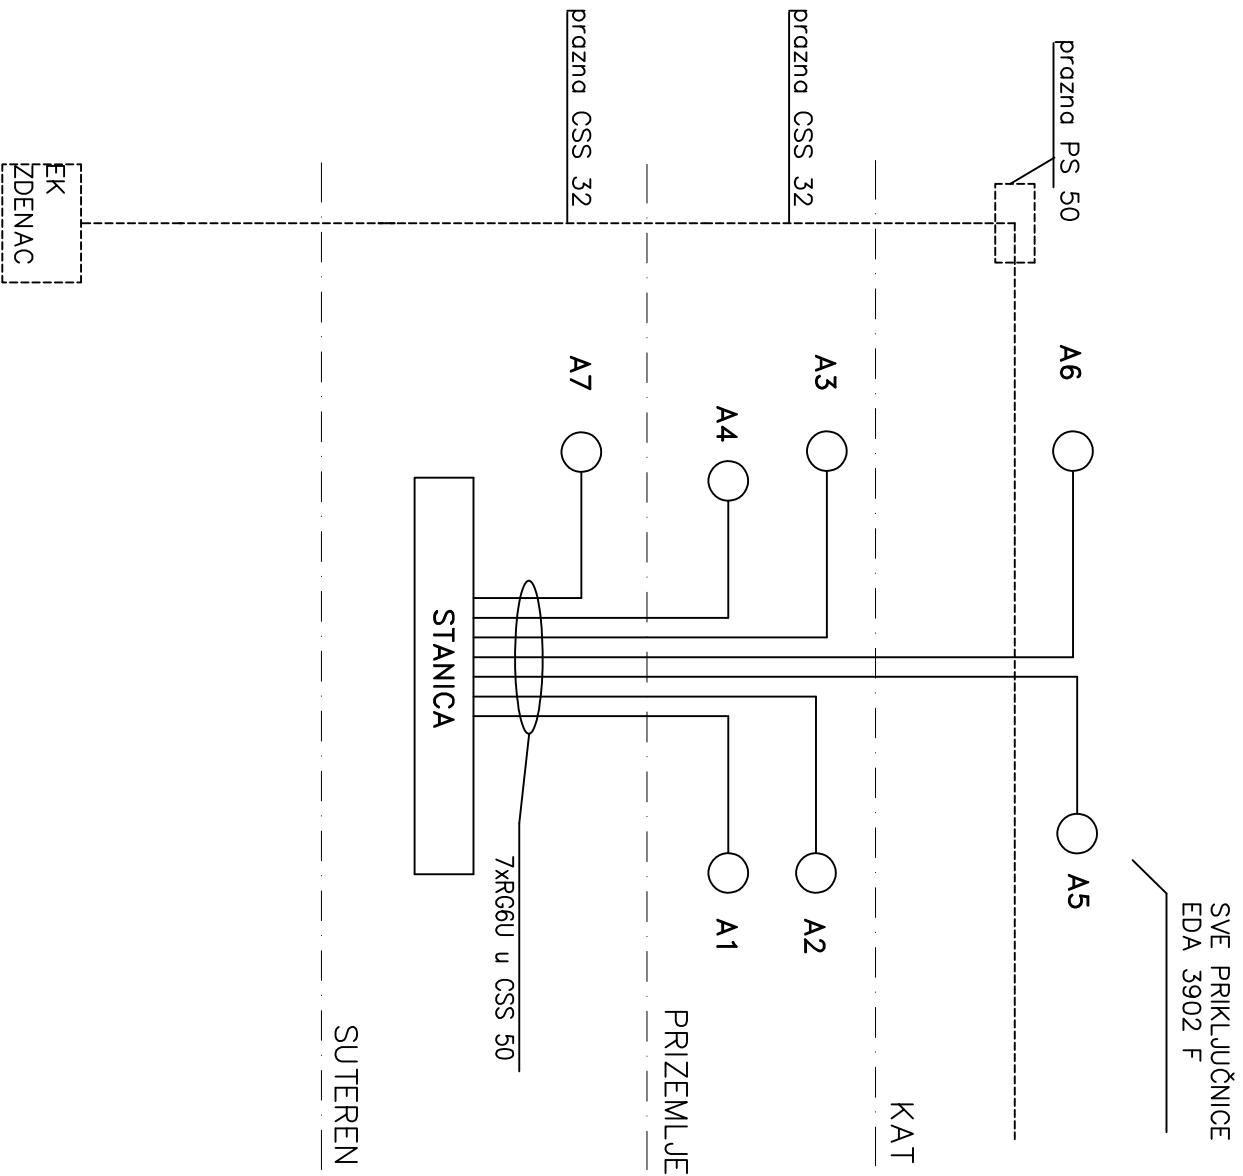 SVE PRIKLJUČNICE
EDA 3902 F
prazna PS 50
A6
A5
KAT
prazna CSS 32
A3
A2
A4
A1
PRIZEMLJE
prazna CSS 32
A7
7xRG6U u CSS 50
STANICA
SUTEREN
EK
ZDENAC